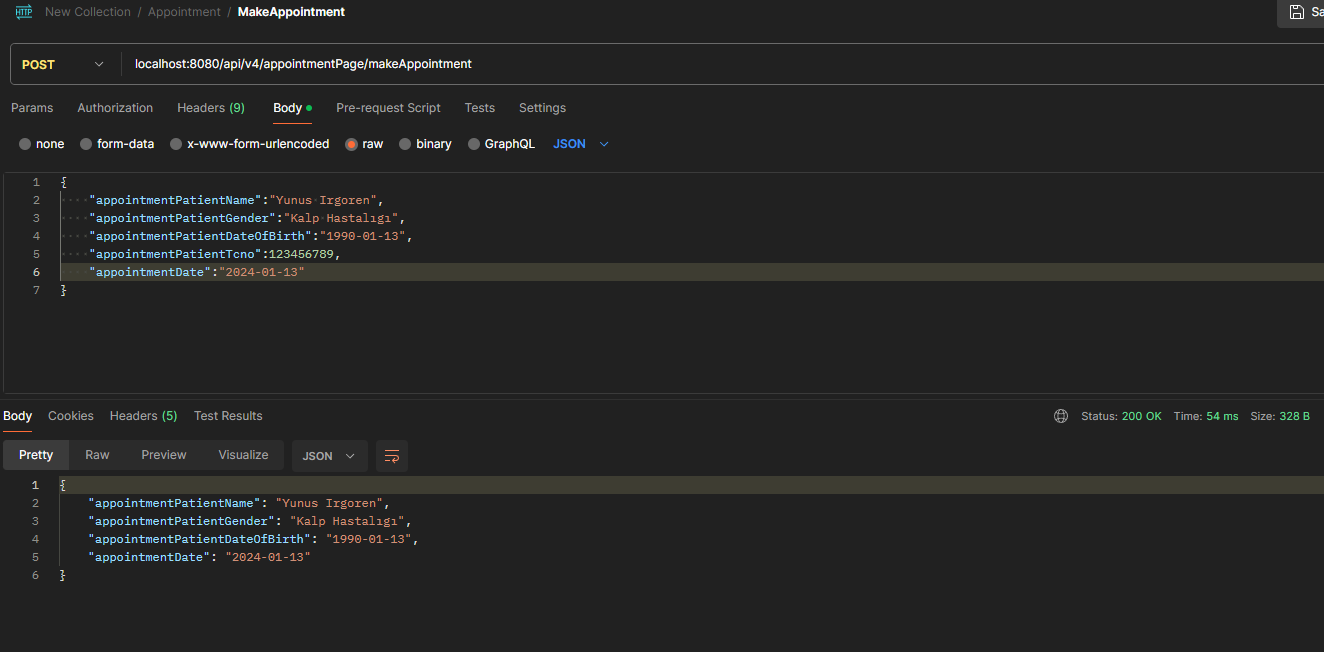 HTTP New Collection / Appointment / MakeAppointment
Sa
POST localhost:8080/api/v4/appointmentPage/makeAppointment
Params Authorization Headers (9) Body Pre-request Script Tests Settings
none form-data x-www-form-urlencoded raw binary GraphQL JSON
1 {
2 ····"appointmentPatientName":"Yunus·Irgoren",
3 ····"appointmentPatientGender":"Kalp·Hastalıgı",
4 ····"appointmentPatientDateOfBirth":"1990-01-13",
5 ····"appointmentPatientTcno":123456789,
6 ····"appointmentDate":"2024-01-13"
7 }
Body Cookies Headers (5) Test Results Status: 200 OK Time: 54 ms Size: 328 B
Pretty Raw Preview Visualize JSON
1 {
2 "appointmentPatientName": "Yunus Irgoren",
3 "appointmentPatientGender": "Kalp Hastalıgı",
4 "appointmentPatientDateOfBirth": "1990-01-13",
5 "appointmentDate": "2024-01-13"
6 }